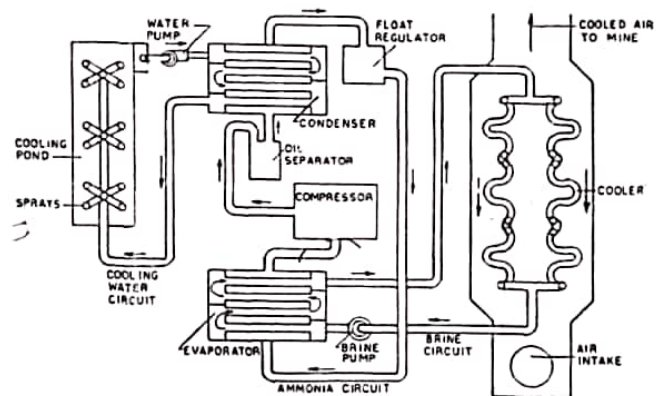 WATER
PUMP
FLOAT
REGULATOR
COOLED AIR
TO MINE
CONDENSER
OIL
SEPARATOR
COOLING
POND
SPRAYS
COMPRESSOR
COOLER
COOLING
WATER
CIRCUIT
EVAPORATOR
BRINE
PUMP
BRINE
CIRCUIT
AIR
INTAKE
AMMONIA CIRCUIT